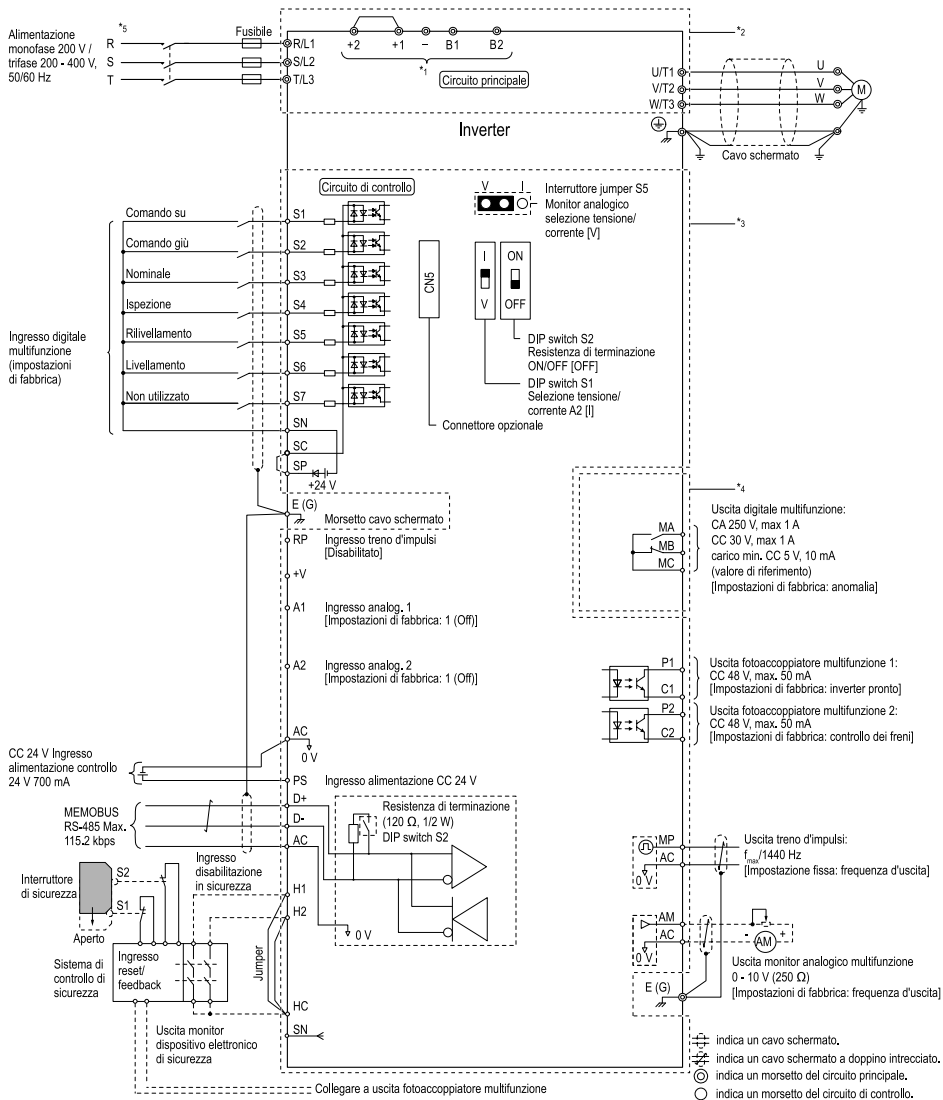 Alimentazione
monofase 200 V /
trifase 200 - 400 V,
50/60 Hz
*5
R
S
T
Fusibile
R/L1
S/L2
T/L3
+2
+1
–
B1
B2
*1
Circuito principale
*2
U/T1
V/T2
W/T3
U
V
W
M
Cavo schermato
Inverter
Circuito di controllo
V
I
Interruttore jumper S5
Monitor analogico
selezione tensione/
corrente [V]
*3
Ingresso digitale
multifunzione
(impostazioni
di fabbrica)
Comando su
S1
Comando giù
S2
Nominale
S3
Ispezione
S4
Rilivellamento
S5
Livellamento
S6
Non utilizzato
S7
SN
SC
SP
+24 V
CN5
I
V
ON
OFF
DIP switch S2
Resistenza di terminazione
ON/OFF [OFF]
DIP switch S1
Selezione tensione/
corrente A2 [I]
Connettore opzionale
E (G)
Morsetto cavo schermato
RP
Ingresso treno d'impulsi
[Disabilitato]
+V
A1
Ingresso analog. 1
[Impostazioni di fabbrica: 1 (Off)]
A2
Ingresso analog. 2
[Impostazioni di fabbrica: 1 (Off)]
*4
MA
MB
MC
Uscita digitale multifunzione:
CA 250 V, max 1 A
CC 30 V, max 1 A
carico min. CC 5 V, 10 mA
(valore di riferimento)
[Impostazioni di fabbrica: anomalia]
P1
C1
Uscita fotoaccoppiatore multifunzione 1:
CC 48 V, max. 50 mA
[Impostazioni di fabbrica: inverter pronto]
P2
C2
Uscita fotoaccoppiatore multifunzione 2:
CC 48 V, max. 50 mA
[Impostazioni di fabbrica: controllo dei freni]
AC
0 V
CC 24 V Ingresso
alimentazione controllo
24 V 700 mA
PS
Ingresso alimentazione CC 24 V
MEMOBUS
RS-485 Max.
115.2 kbps
D+
D-
AC
0 V
Resistenza di terminazione
(120 Ω, 1/2 W)
DIP switch S2
MP
AC
0 V
Uscita treno d'impulsi:
fmax/1440 Hz
[Impostazione fissa: frequenza d'uscita]
AM
AC
0 V
-
+
AM
Uscita monitor analogico multifunzione
0 - 10 V (250 Ω)
[Impostazioni di fabbrica: frequenza d'uscita]
E (G)
Interruttore
di sicurezza
S2
S1
Aperto
Ingresso
disabilitazione
in sicurezza
H1
H2
Jumper
HC
SN
Sistema di
controllo di
sicurezza
Ingresso
reset/
feedback
Uscita monitor
dispositivo elettronico
di sicurezza
Collegare a uscita fotoaccoppiatore multifunzione
indica un cavo schermato.
indica un cavo schermato a doppino intrecciato.
indica un morsetto del circuito principale.
indica un morsetto del circuito di controllo.